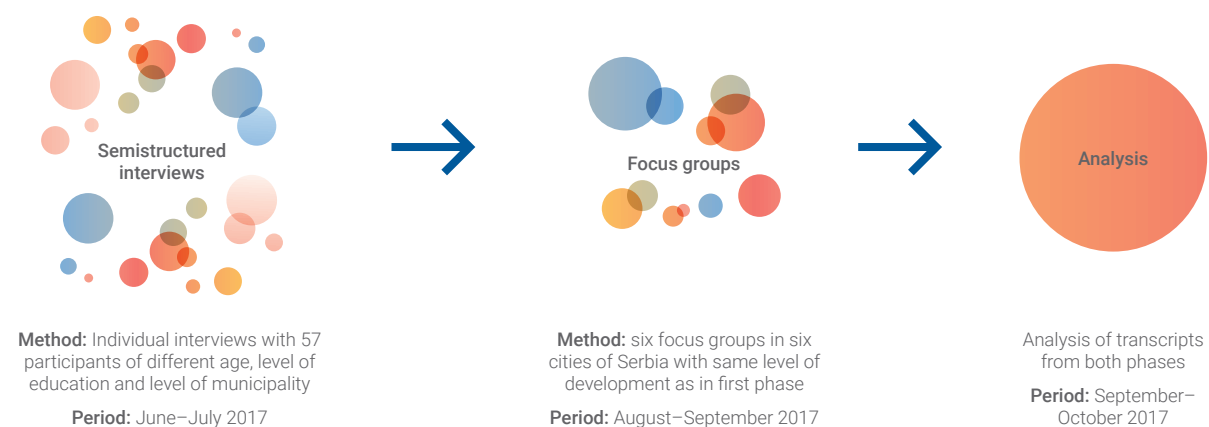 Semistructured
interviews
Method: Individual interviews with 57
participants of different age, level of
education and level of municipality
Period: June–July 2017
Focus groups
Method: six focus groups in six
cities of Serbia with same level of
development as in first phase
Period: August–September 2017
Analysis
Analysis of transcripts
from both phases
Period: September–
October 2017